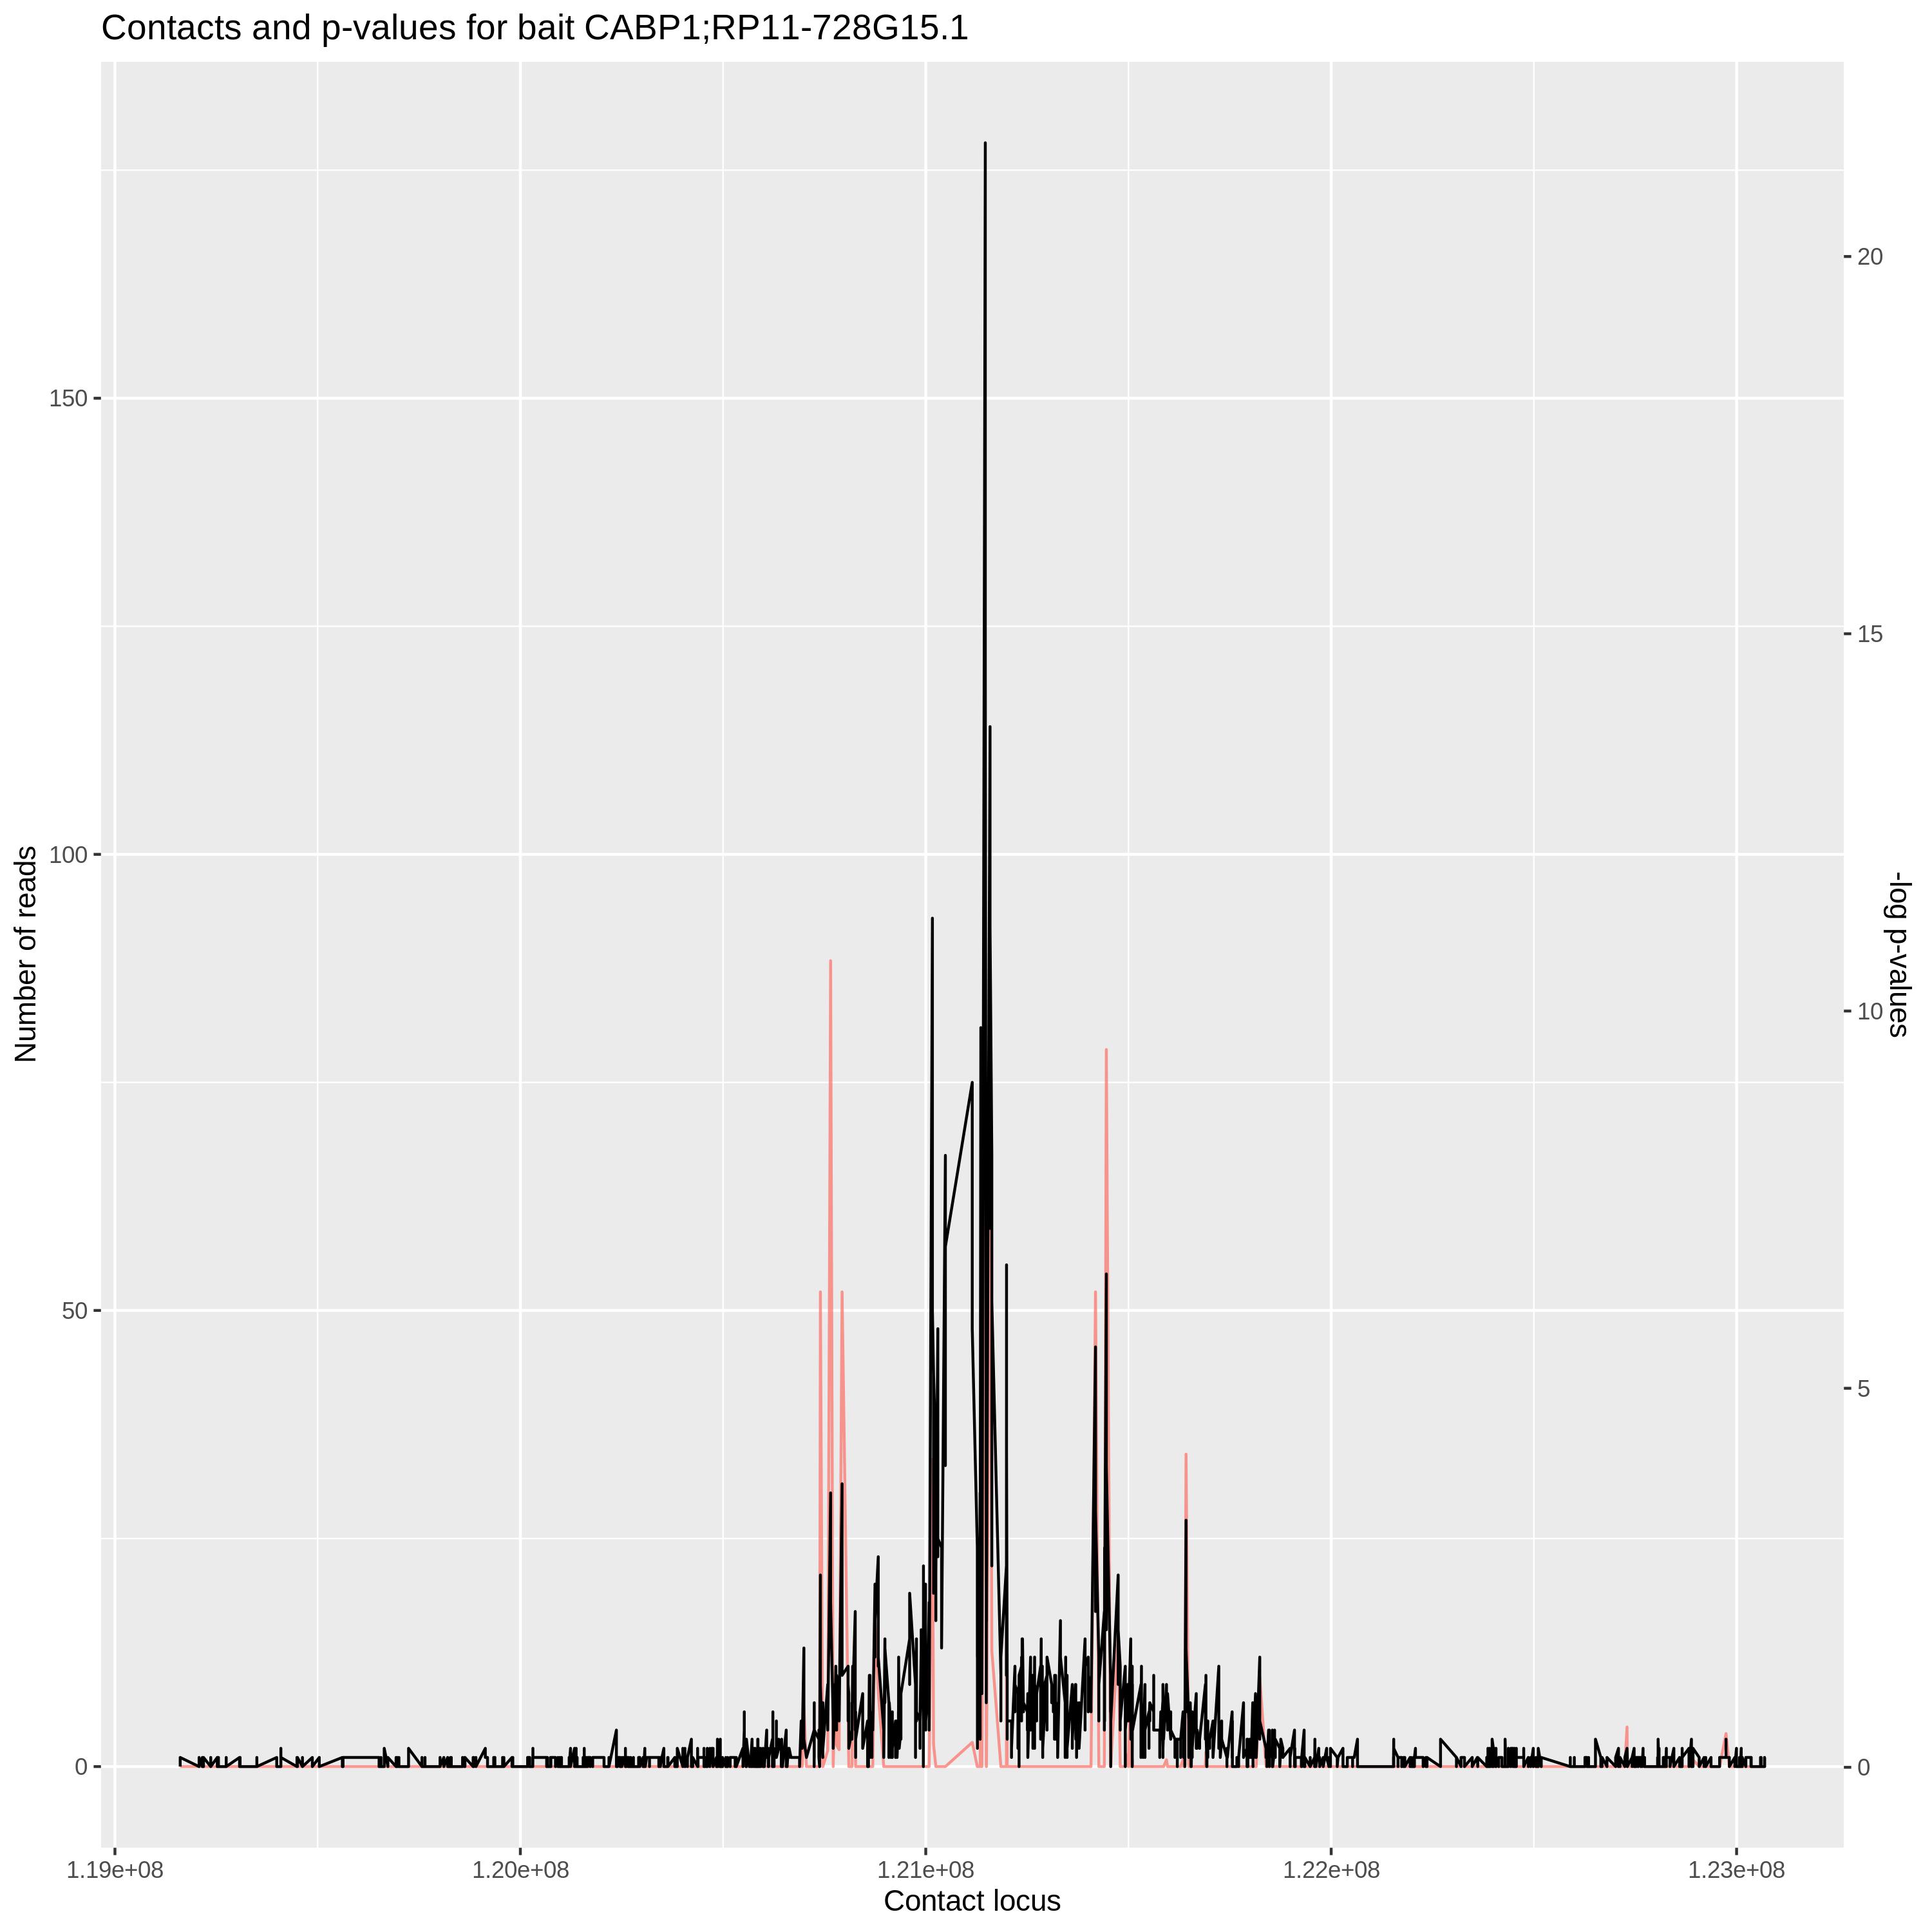 Contacts and p-values for bait CABP1;RP11-728G15.1
Number of reads
150
100
50
0
20
15
10
5
0
-log p-values
1.19e+08 1.20e+08 1.21e+08 1.22e+08 1.23e+08
Contact locus